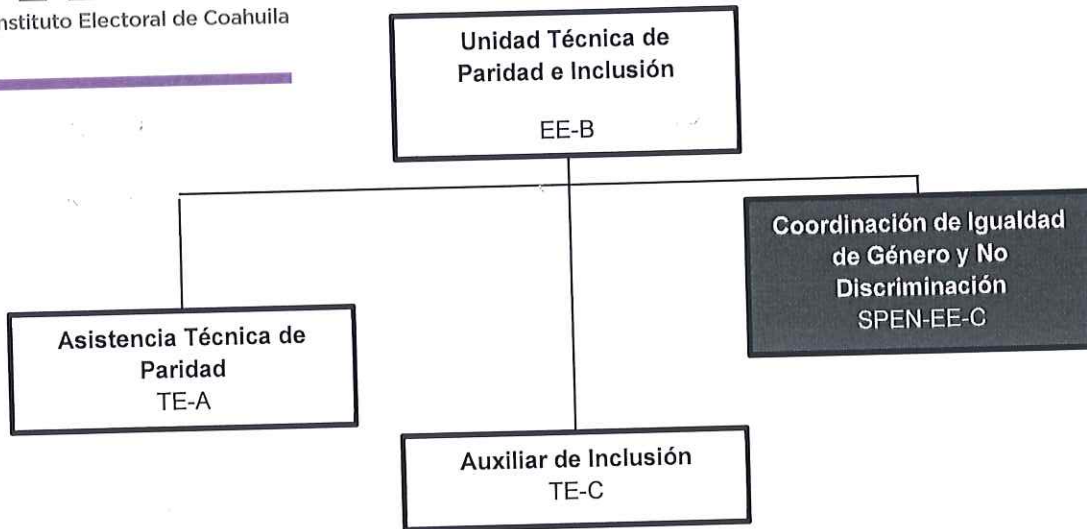 Instituto Electoral de Coahuila
Unidad Técnica de
Paridad e Inclusión
EE-B
Coordinación de Igualdad
de Género y No
Discriminación
SPEN-EE-C
Asistencia Técnica de
Paridad
TE-A
Auxiliar de Inclusión
TE-C